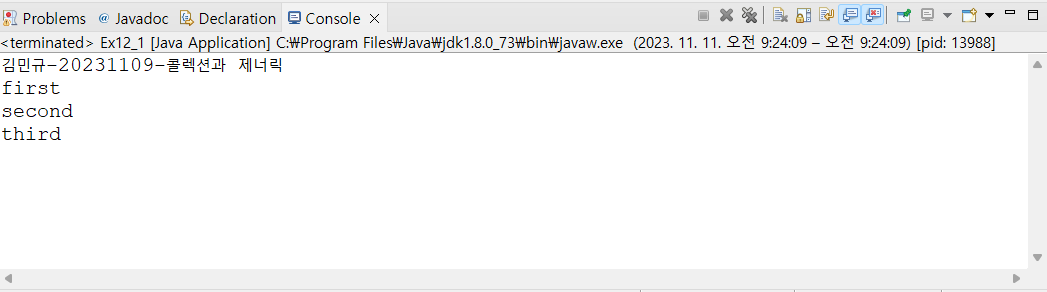 Problems @ Javadoc Declaration Console
<terminated> Ex12_1 [Java Application] C:₩Program Files₩Java₩jdk1.8.0_73₩bin₩javaw.exe (2023. 11. 11. 오전 9:24:09 – 오전 9:24:09) [pid: 13988]
김민규-20231109-콜렉션과 제너릭
first
second
third